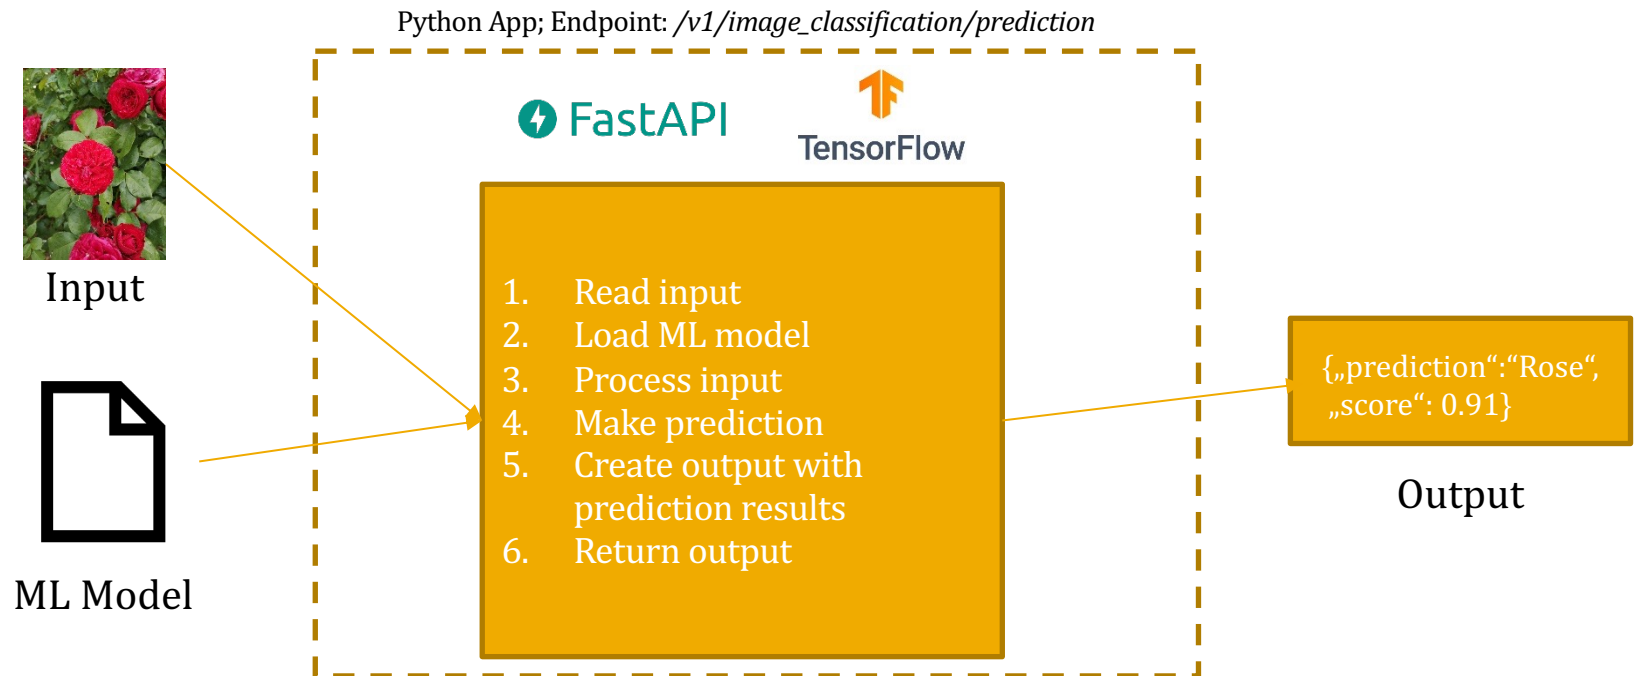 Python App; Endpoint: /v1/image_classification/prediction
FastAPI
TensorFlow
Input
1. Read input
2. Load ML model
3. Process input
4. Make prediction
5. Create output with
prediction results
6. Return output
{„prediction“:“Rose“,
„score“: 0.91}
Output
ML Model